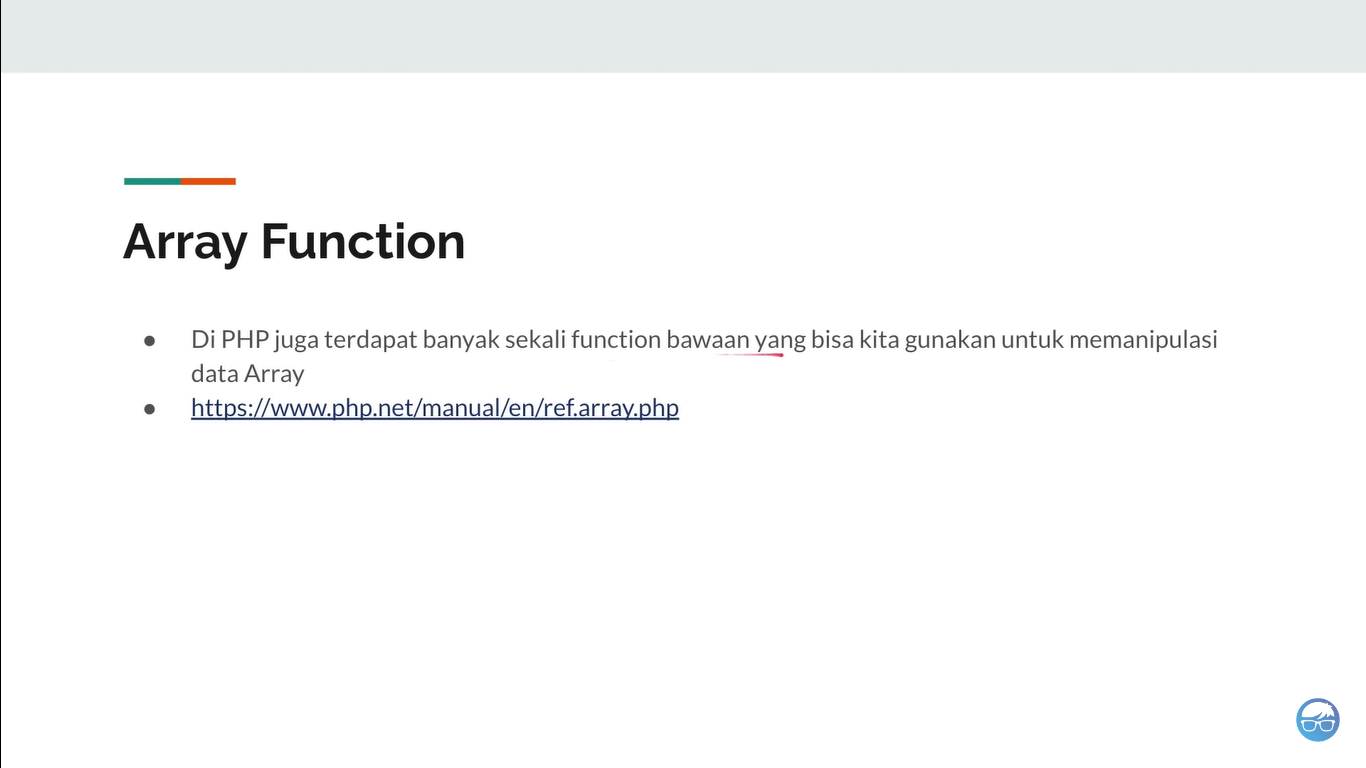 Array Function
● Di PHP juga terdapat banyak sekali function bawaan yang bisa kita gunakan untuk memanipulasi
data Array
● https://www.php.net/manual/en/ref.array.php